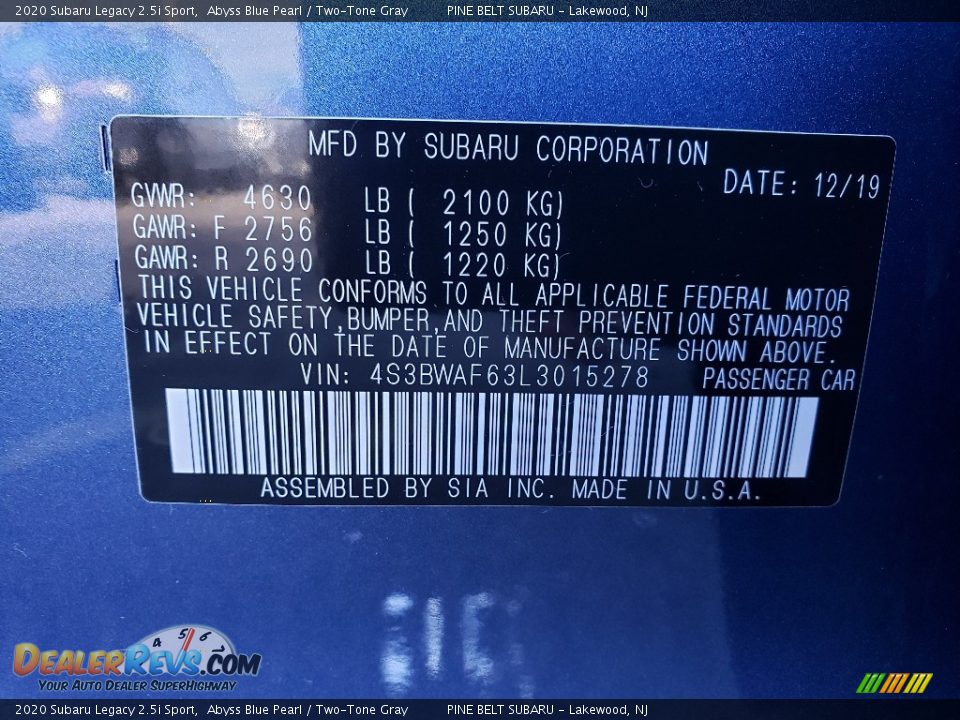 2020 Subaru Legacy 2.5i Sport, Abyss Blue Pearl / Two-Tone Gray PINE BELT SUBARU - Lakewood, NJ
MFD BY SUBARU CORPORATION
DATE: 12/19
GVWR: 4630 LB ( 2100 KG)
GAWR: F 2756 LB ( 1250 KG)
GAWR: R 2690 LB ( 1220 KG)
THIS VEHICLE CONFORMS TO ALL APPLICABLE FEDERAL MOTOR
VEHICLE SAFETY,BUMPER,AND THEFT PREVENTION STANDARDS
IN EFFECT ON THE DATE OF MANUFACTURE SHOWN ABOVE.
VIN: 4S3BWAF63L3015278 PASSENGER CAR
ASSEMBLED BY SIA INC. MADE IN U.S.A.
4 5 6
DEALERREVS.COM
YOUR AUTO DEALER SUPERHIGHWAY
2020 Subaru Legacy 2.5i Sport, Abyss Blue Pearl / Two-Tone Gray PINE BELT SUBARU - Lakewood, NJ